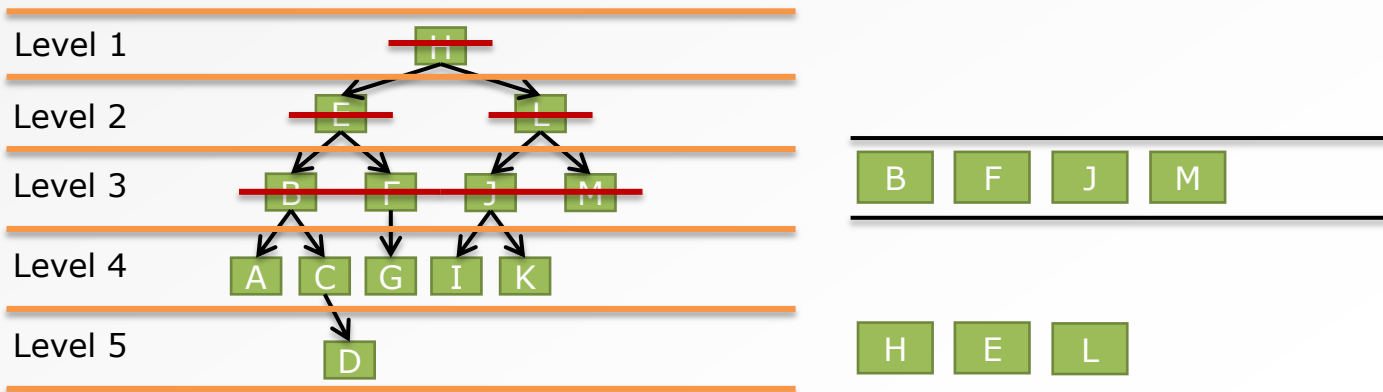 Level 1
H
Level 2
E L
Level 3
B F J M
Level 4
A C G I K
Level 5
D
B F J M
H E L